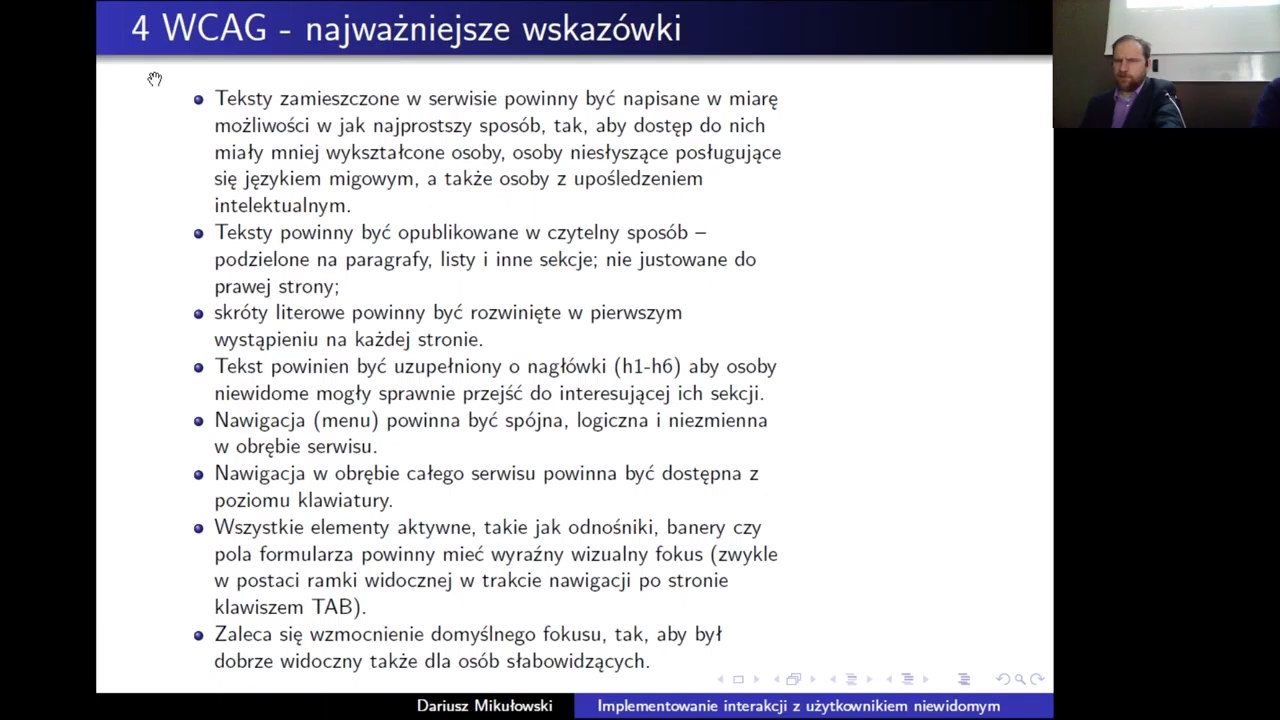 4 WCAG - najważniejsze wskazówki
Teksty zamieszczone w serwisie powinny być napisane w miarę
możliwości w jak najprostszy sposób, tak, aby dostęp do nich
miały mniej wykształcone osoby, osoby niesłyszące posługujące
się językiem migowym, a także osoby z upośledzeniem
intelektualnym.
Teksty powinny być opublikowane w czytelny sposób –
podzielone na paragrafy, listy i inne sekcje; nie justowane do
prawej strony;
skróty literowe powinny być rozwinięte w pierwszym
wystąpieniu na każdej stronie.
Tekst powinien być uzupełniony o nagłówki (h1-h6) aby osoby
niewidome mogły sprawnie przejść do interesującej ich sekcji.
Nawigacja (menu) powinna być spójna, logiczna i niezmienna
w obrębie serwisu.
Nawigacja w obrębie całego serwisu powinna być dostępna z
poziomu klawiatury.
Wszystkie elementy aktywne, takie jak odnośniki, banery czy
pola formularza powinny mieć wyraźny wizualny fokus (zwykle
w postaci ramki widocznej w trakcie nawigacji po stronie
klawiszem TAB).
Zaleca się wzmocnienie domyślnego fokusu, tak, aby był
dobrze widoczny także dla osób słabowidzących.
Dariusz Mikułowski
Implementowanie interakcji z użytkownikiem niewidomym